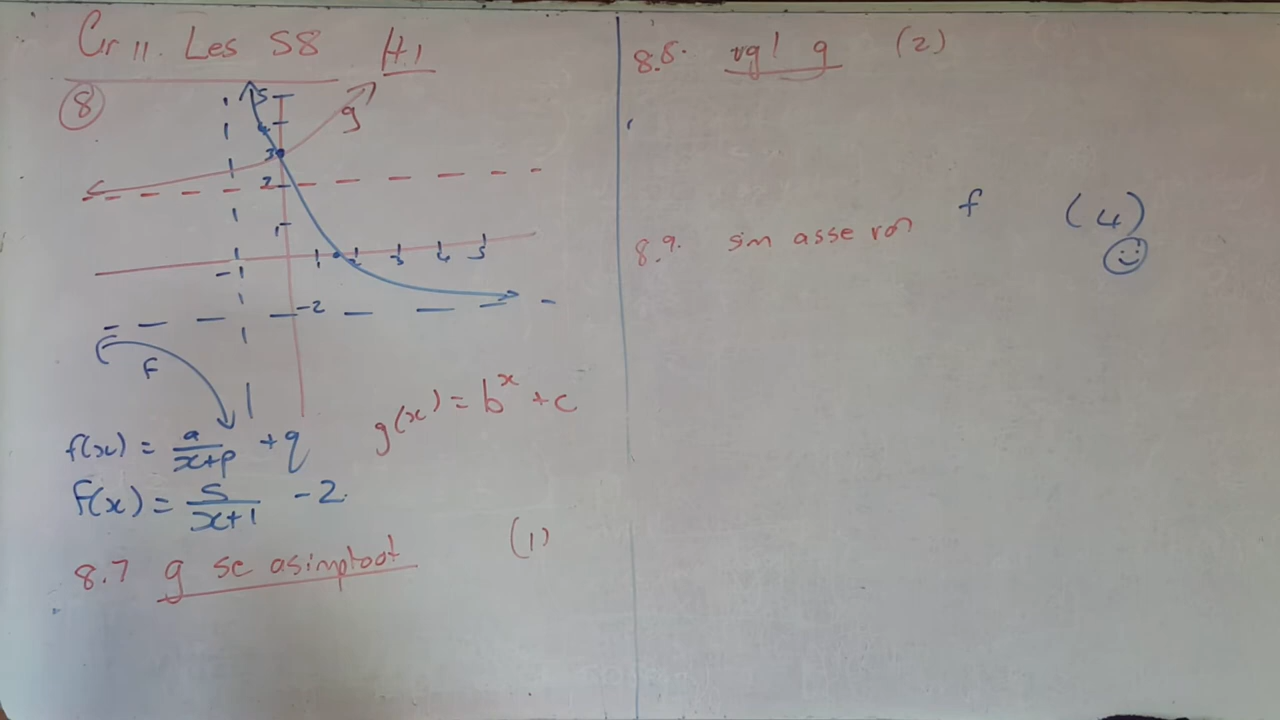 Gr 11. Les 58 H.1
8
5
4
g
3
2
1
-1 1 2 3 4 5
-2
f
g(x) = b^x + c
f(x) = a/(x+p) + q
f(x) = 5/(x+1) - 2
8.7 g se asimptoot (1)
8.8. vgl g (2)
8.9. sim asse van f (4)